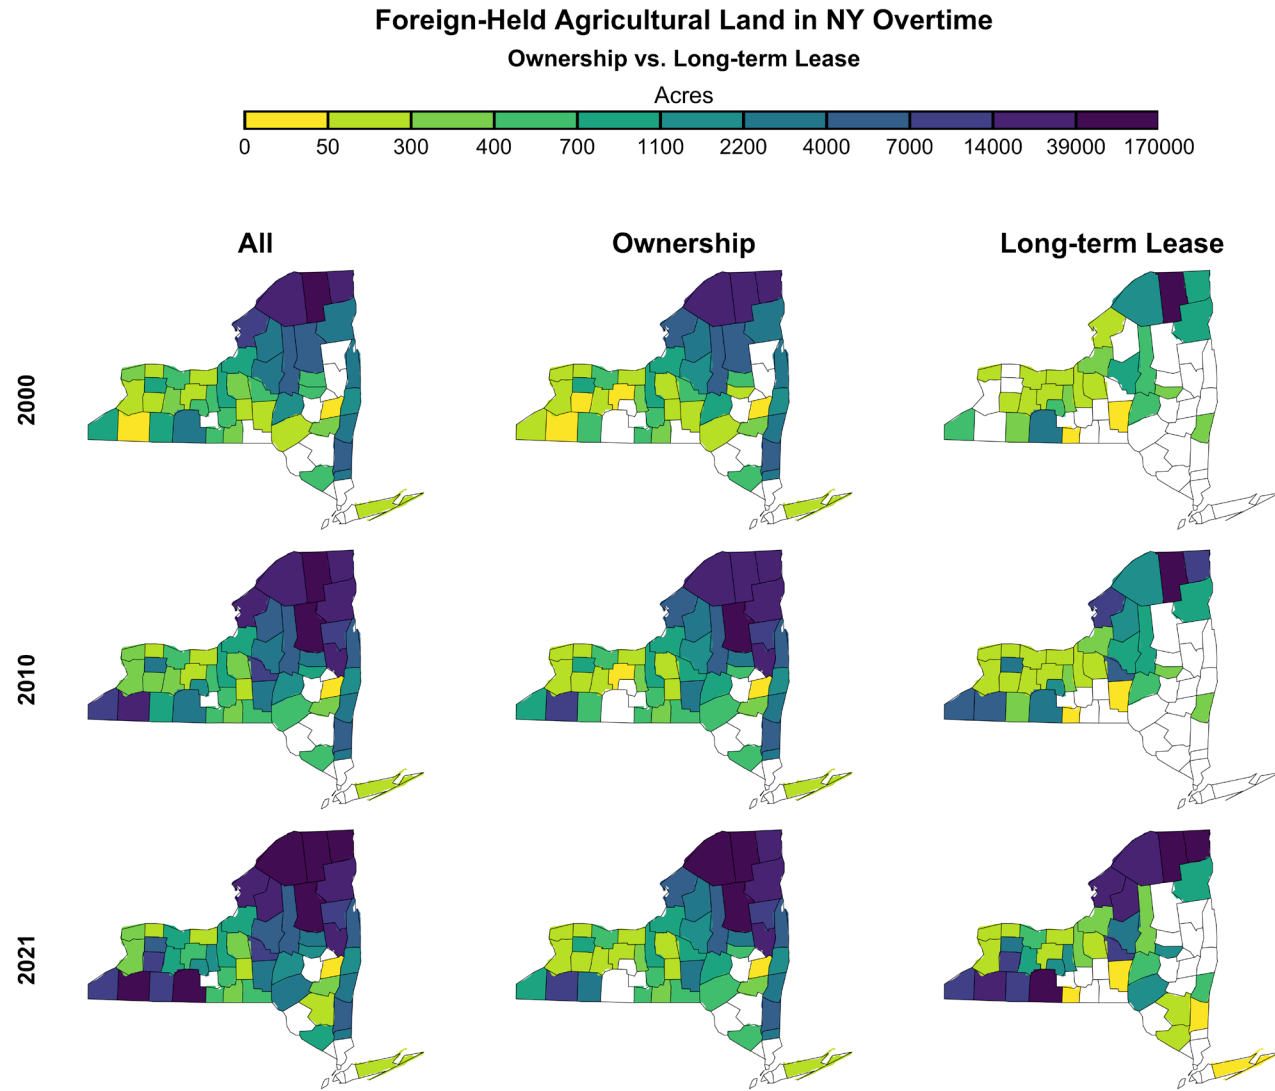 Foreign-Held Agricultural Land in NY Overtime
Ownership vs. Long-term Lease
Acres
0 50 300 400 700 1100 2200 4000 7000 14000 39000 170000
All Ownership Long-term Lease
2000
2010
2021